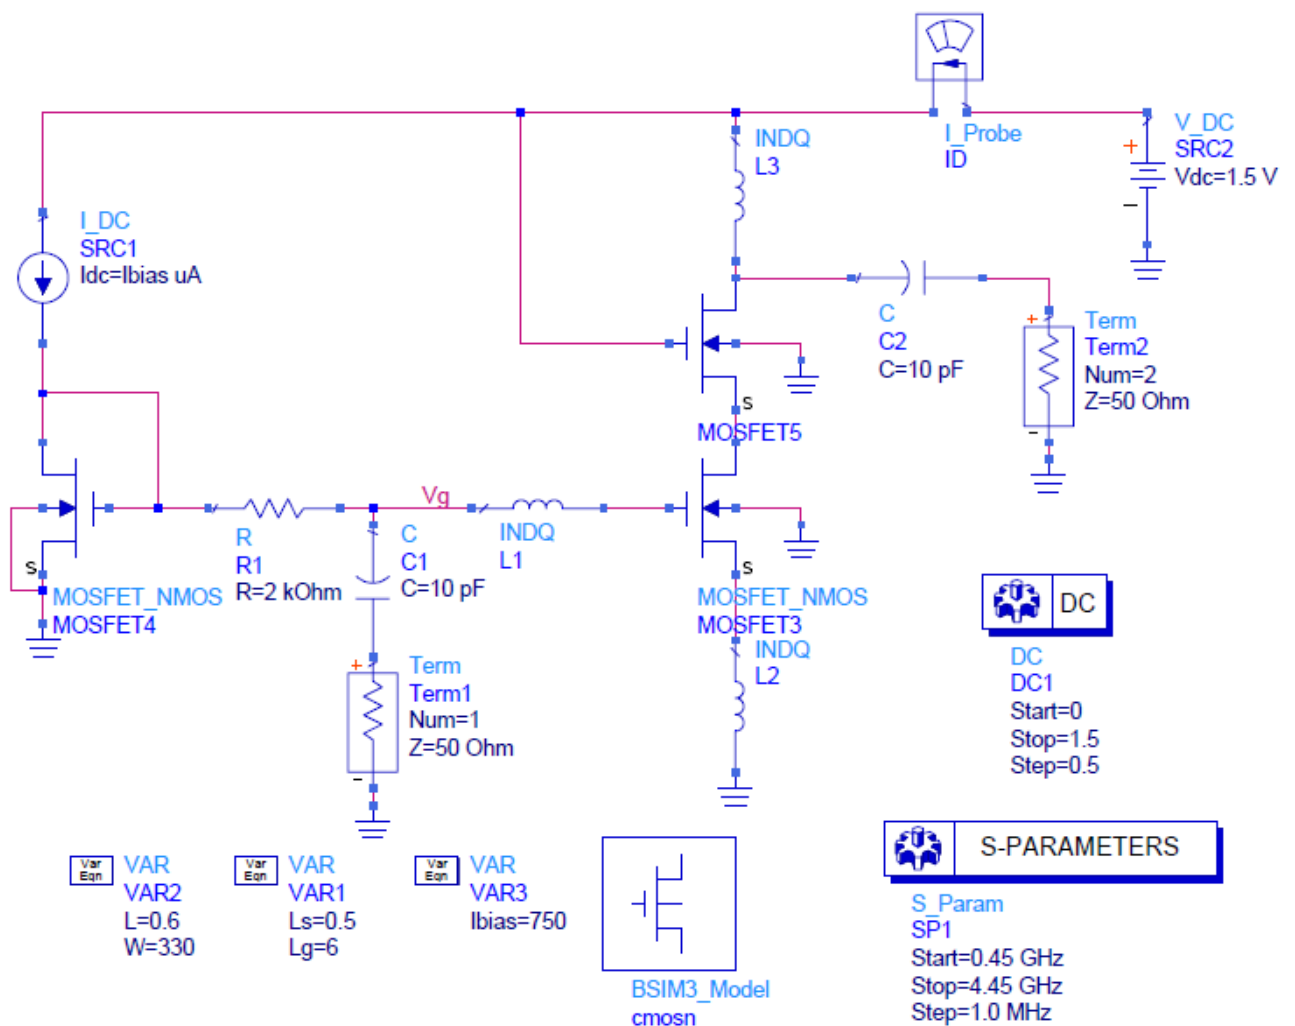 I_Probe
ID
V_DC
SRC2
Vdc=1.5 V
+
−
INDQ
L3
I_DC
SRC1
Idc=Ibias uA
C
C2
C=10 pF
+
Term
Term2
Num=2
Z=50 Ohm
-
s
MOSFET5
Vg
R
R1
R=2 kOhm
C
C1
C=10 pF
INDQ
L1
s
MOSFET_NMOS
MOSFET4
s
MOSFET_NMOS
MOSFET3
INDQ
L2
+
Term
Term1
Num=1
Z=50 Ohm
-
DC
DC
DC1
Start=0
Stop=1.5
Step=0.5
Var
Eqn
VAR
VAR2
L=0.6
W=330
Var
Eqn
VAR
VAR1
Ls=0.5
Lg=6
Var
Eqn
VAR
VAR3
Ibias=750
BSIM3_Model
cmosn
S-PARAMETERS
S_Param
SP1
Start=0.45 GHz
Stop=4.45 GHz
Step=1.0 MHz